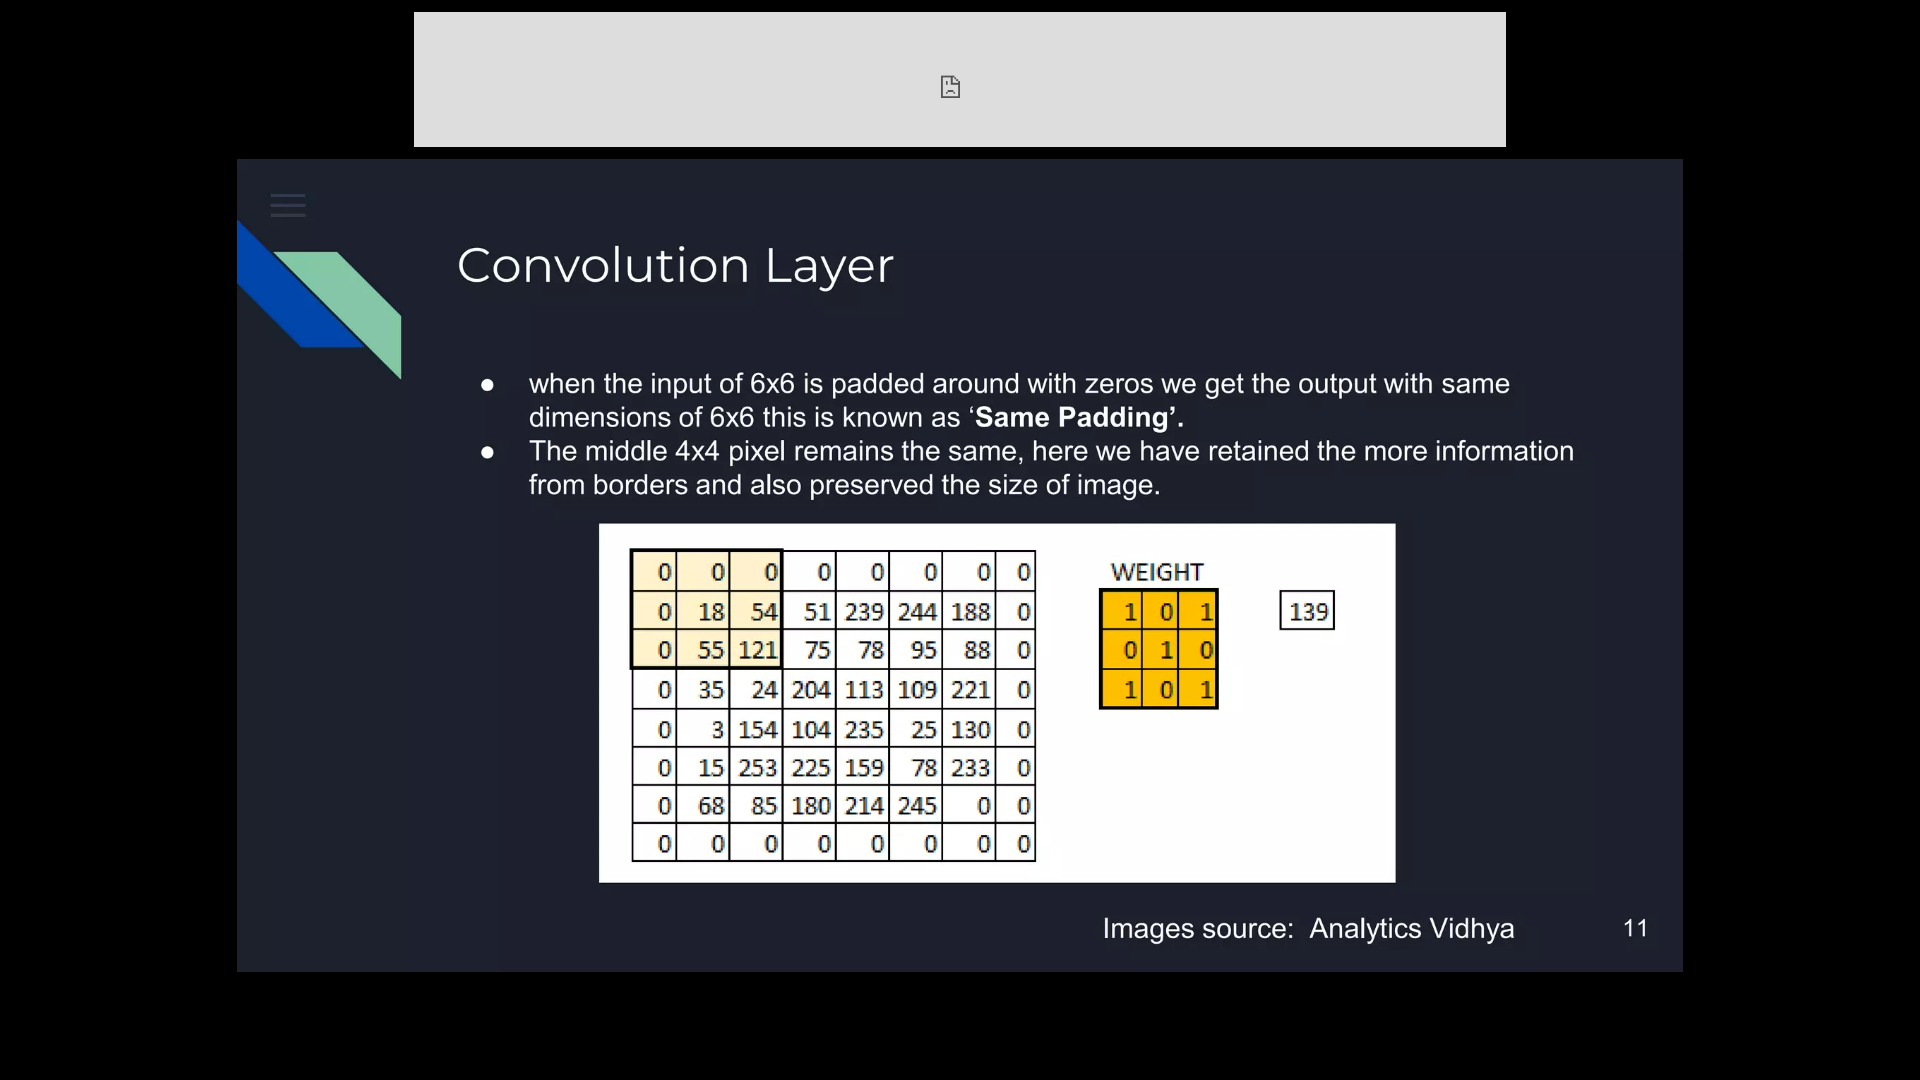 Convolution Layer
● when the input of 6x6 is padded around with zeros we get the output with same
dimensions of 6x6 this is known as ‘Same Padding’.
● The middle 4x4 pixel remains the same, here we have retained the more information
from borders and also preserved the size of image.
0 0 0 0 0 0 0 0 WEIGHT
0 18 54 51 239 244 188 0 1 0 1 139
0 55 121 75 78 95 88 0 0 1 0
0 35 24 204 113 109 221 0 1 0 1
0 3 154 104 235 25 130 0
0 15 253 225 159 78 233 0
0 68 85 180 214 245 0 0
0 0 0 0 0 0 0 0
Images source: Analytics Vidhya 11